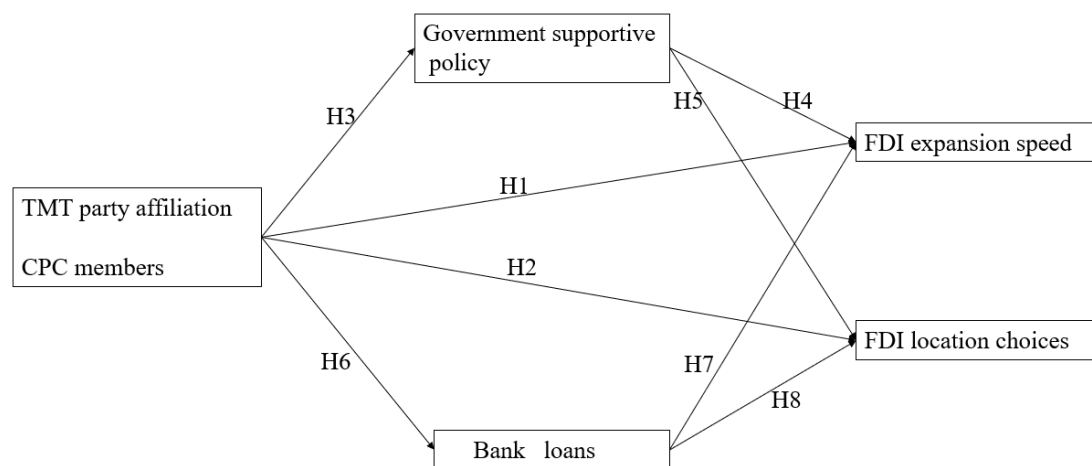 Government supportive
policy
H3
H5
H4
FDI expansion speed
TMT party affiliation
CPC members
H1
H2
FDI location choices
H6
H7
H8
Bank loans